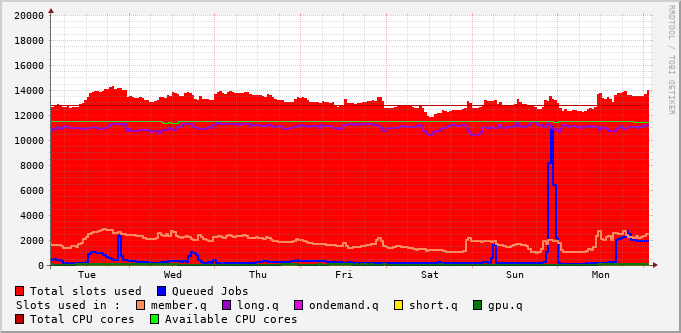 RRDTOOL / TOBI OETIKER
20000
18000
16000
14000
12000
10000
8000
6000
4000
2000
0
Tue Wed Thu Fri Sat Sun Mon
Total slots used Queued Jobs
Slots used in : member.q long.q ondemand.q short.q gpu.q
Total CPU cores Available CPU cores